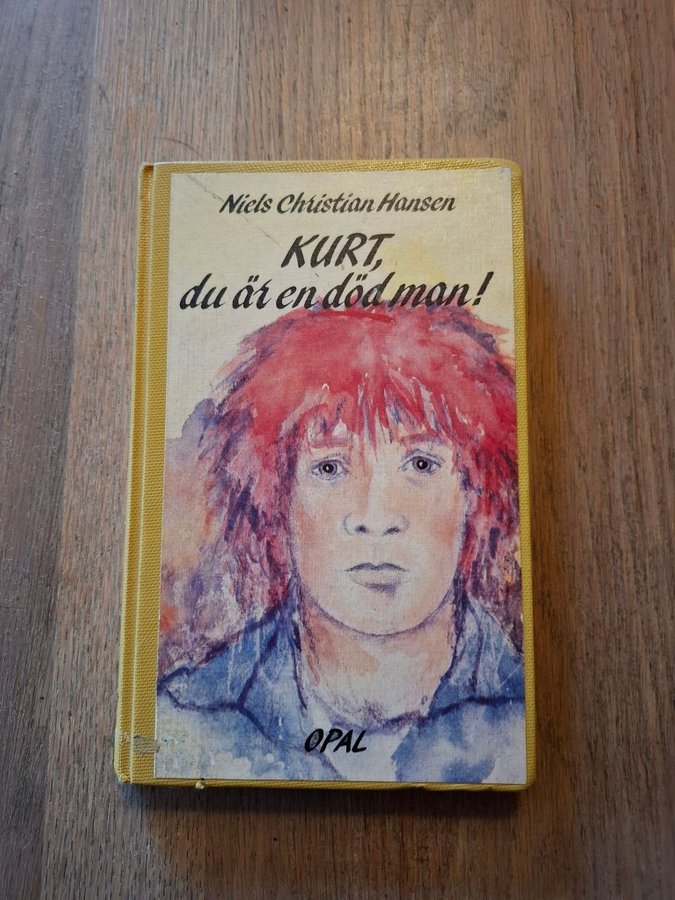 Niels Christian Hansen
KURT,
du är en död man!
OPAL